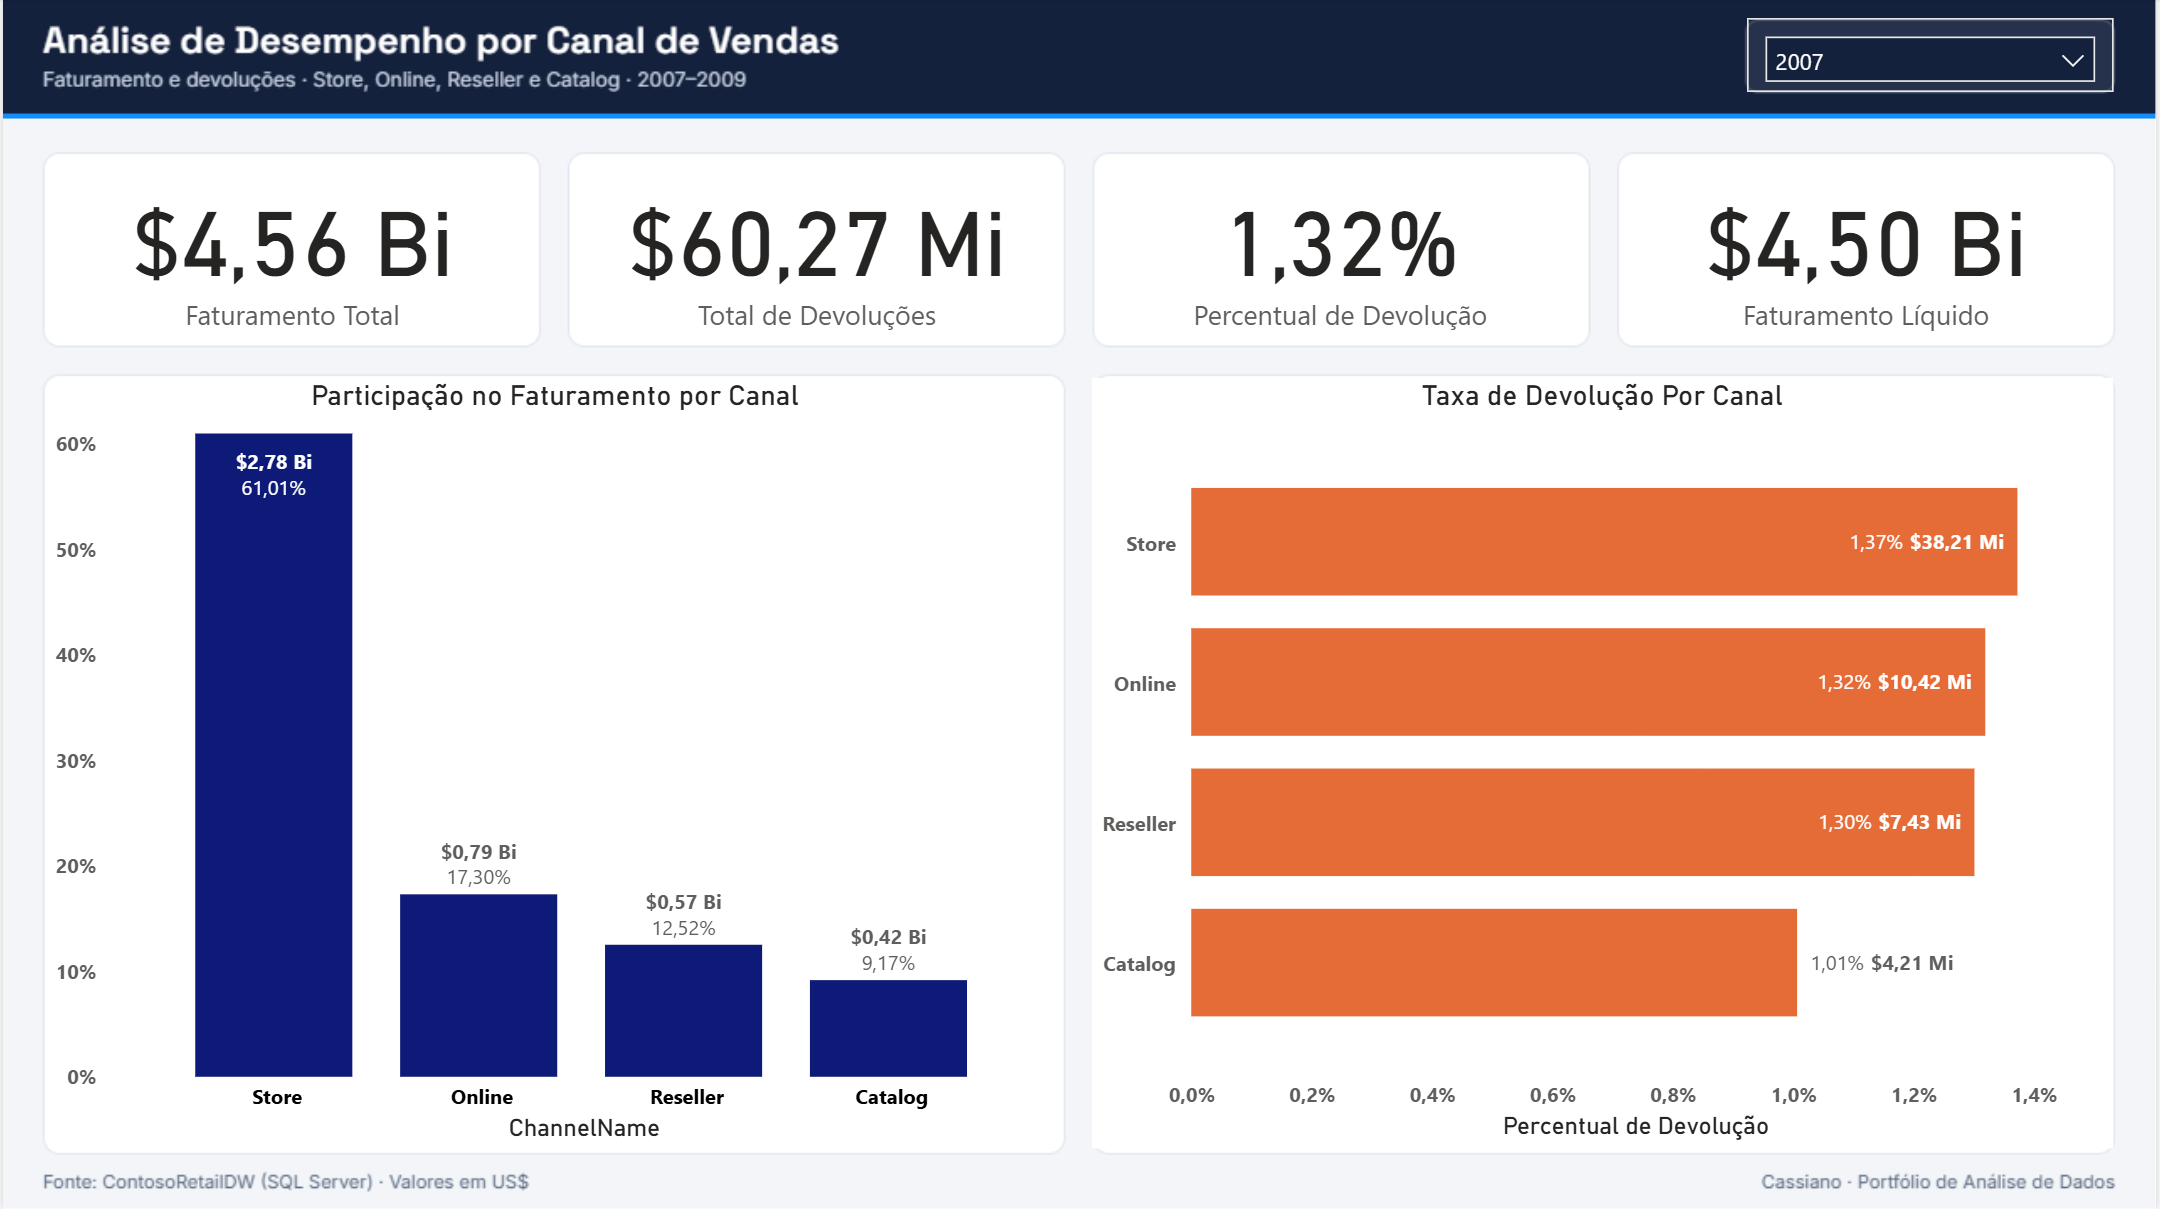 Análise de Desempenho por Canal de Vendas
Faturamento e devoluções · Store, Online, Reseller e Catalog · 2007–2009
2007
$4,56 Bi
Faturamento Total
$60,27 Mi
Total de Devoluções
1,32%
Percentual de Devolução
$4,50 Bi
Faturamento Líquido
Participação no Faturamento por Canal
60%
50%
40%
30%
20%
10%
0%
$2,78 Bi
61,01%
$0,79 Bi
17,30%
$0,57 Bi
12,52%
$0,42 Bi
9,17%
Store
Online
Reseller
Catalog
ChannelName
Taxa de Devolução Por Canal
Store
1,37% $38,21 Mi
Online
1,32% $10,42 Mi
Reseller
1,30% $7,43 Mi
Catalog
1,01% $4,21 Mi
0,0%
0,2%
0,4%
0,6%
0,8%
1,0%
1,2%
1,4%
Percentual de Devolução
Fonte: ContosoRetailDW (SQL Server) · Valores em US$
Cassiano · Portfólio de Análise de Dados